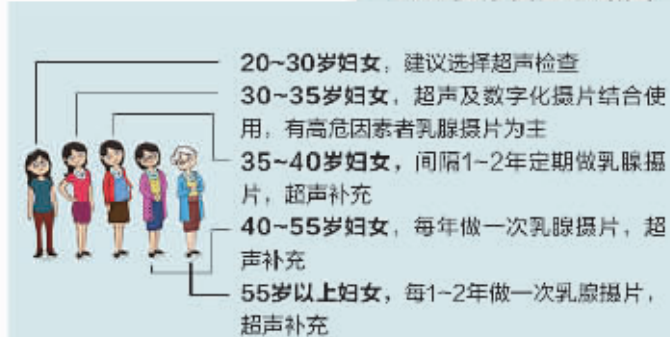 20~30岁妇女，建议选择超声检查
30~35岁妇女，超声及数字化摄片结合使
用，有高危因素者乳腺摄片为主
35~40岁妇女，间隔1~2年定期做乳腺摄
片，超声补充
40~55岁妇女，每年做一次乳腺摄片，超
声补充
55岁以上妇女，每1~2年做一次乳腺摄片，
超声补充